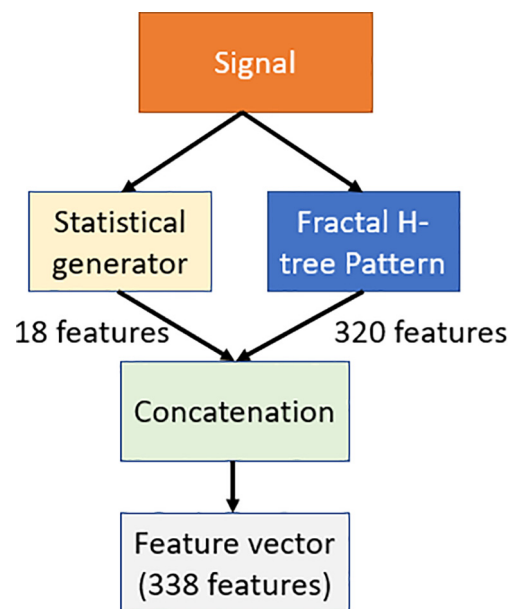 Signal
Statistical
generator
Fractal H-
tree Pattern
18 features
320 features
Concatenation
Feature vector
(338 features)